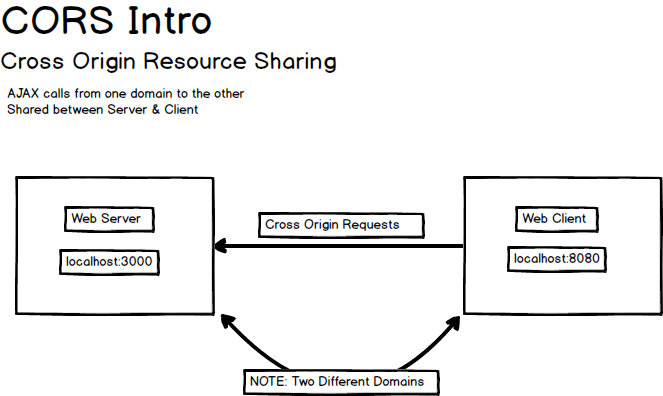 CORS Intro
Cross Origin Resource Sharing
AJAX calls from one domain to the other
Shared between Server & Client
Web Server
localhost:3000
Cross Origin Requests
Web Client
localhost:8080
NOTE: Two Different Domains